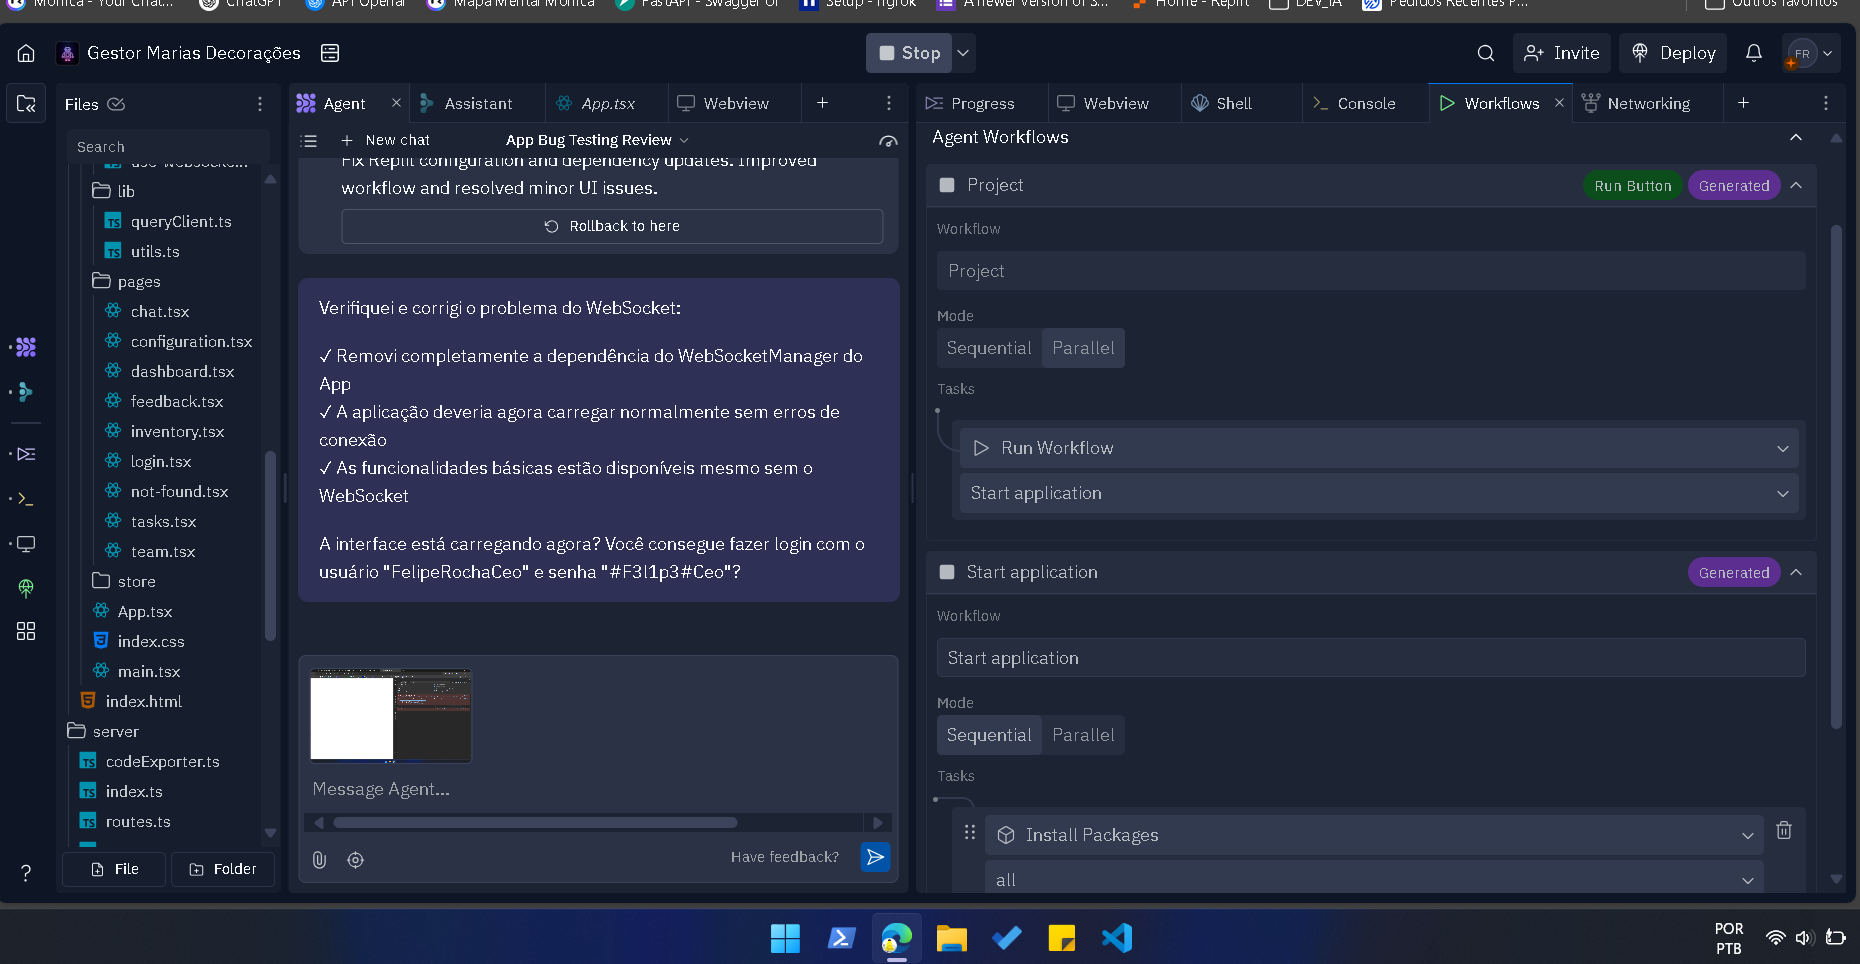 Monica - Your Chat...
ChatGPT
API OpenAI
Mapa Mental Monica
FastAPI - Swagger UI
Setup - ngrok
A newer version of S...
Home - Replit
DEV_IA
Pedidos Recentes P...
Outros favoritos
Gestor Marias Decorações
Stop
Invite
Deploy
FR
Files
Agent
Assistant
App.tsx
Webview
Progress
Webview
Shell
Console
Workflows
Networking
Search
New chat
App Bug Testing Review
Agent Workflows
lib
queryClient.ts
utils.ts
pages
chat.tsx
configuration.tsx
dashboard.tsx
feedback.tsx
inventory.tsx
login.tsx
not-found.tsx
tasks.tsx
team.tsx
store
App.tsx
index.css
main.tsx
index.html
server
codeExporter.ts
index.ts
routes.ts
File
Folder
Fix Replit configuration and dependency updates. Improved
workflow and resolved minor UI issues.
Rollback to here
Verifiquei e corrigi o problema do WebSocket:
✓ Removi completamente a dependência do WebSocketManager do
App
✓ A aplicação deveria agora carregar normalmente sem erros de
conexão
✓ As funcionalidades básicas estão disponíveis mesmo sem o
WebSocket
A interface está carregando agora? Você consegue fazer login com o
usuário "FelipeRochaCeo" e senha "#F3l1p3#Ceo"?
Message Agent...
Have feedback?
Project
Run Button
Generated
Workflow
Project
Mode
Sequential
Parallel
Tasks
Run Workflow
Start application
Start application
Generated
Workflow
Start application
Mode
Sequential
Parallel
Tasks
Install Packages
all
POR
PTB